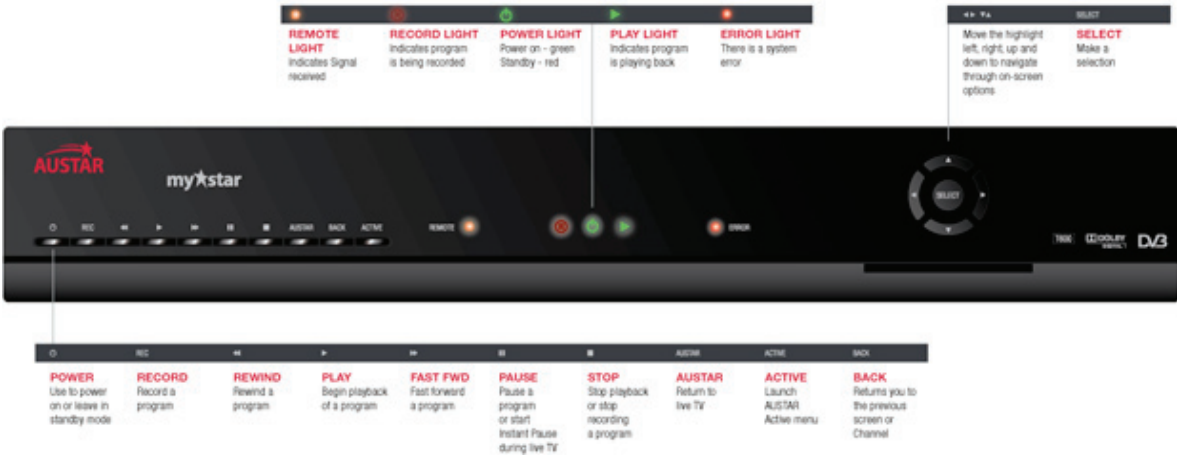 SELECT
REMOTE LIGHT
Indicates Signal
received
RECORD LIGHT
Indicates program
is being recorded
POWER LIGHT
Power on - green
Standby - red
PLAY LIGHT
Indicates program
is playing back
ERROR LIGHT
There is a system
error
Move the highlight
left, right, up and
down to navigate
through on-screen
options
SELECT
Make a
selection
AUSTAR
my star
REC
AUSTAR
BACK
ACTIVE
REMOTE
ERROR
SELECT
DOLBY
DIGITAL
DVB
REC
AUSTAR
ACTIVE
BACK
POWER
Use to power
on or leave in
standby mode
RECORD
Record a
program
REWIND
Rewind a
program
PLAY
Begin playback
of a program
FAST FWD
Fast forward
a program
PAUSE
Pause a
program
or start
Instant Pause
during live TV
STOP
Stop playback
or stop
recording
a program
AUSTAR
Return to
live TV
ACTIVE
Launch
AUSTAR
Active menu
BACK
Returns you to
the previous
screen or
Channel